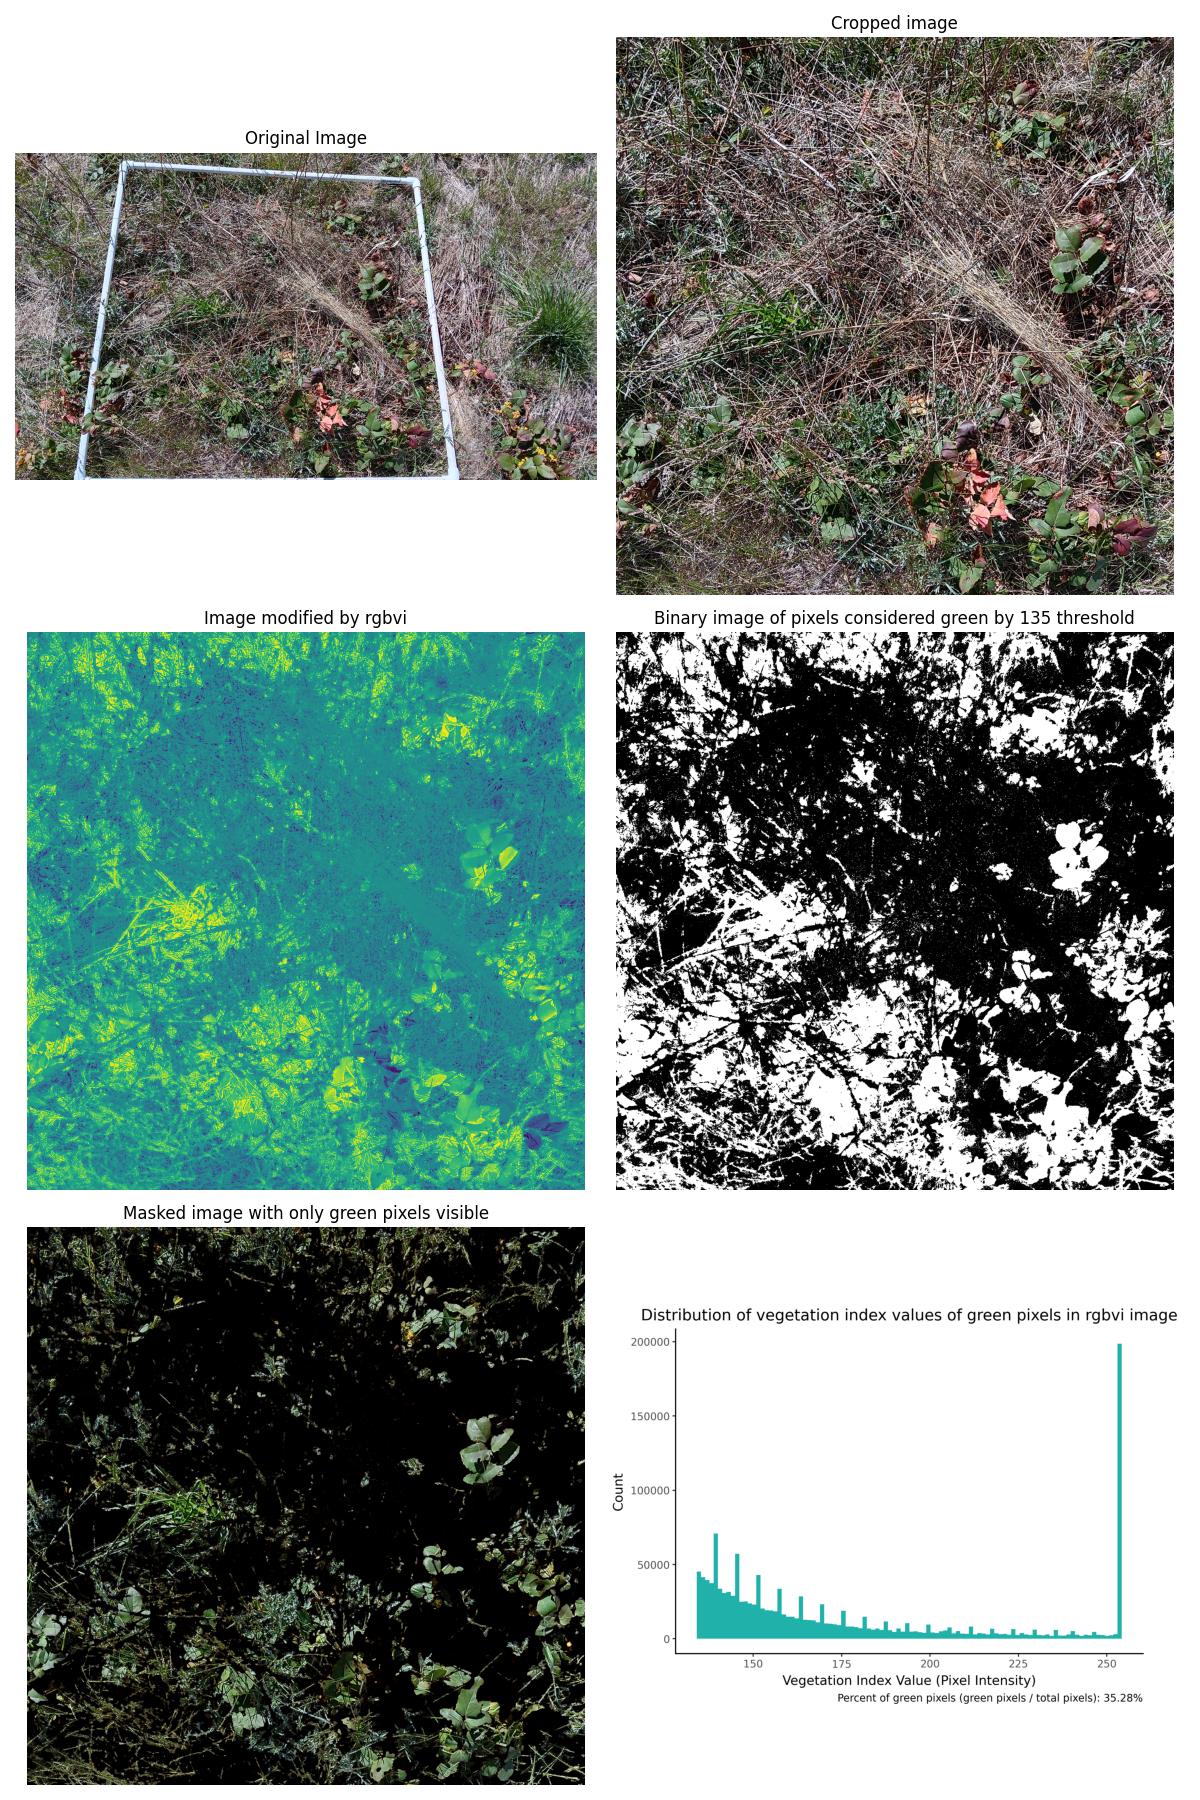 Original Image
Cropped image
Image modified by rgbvi
Binary image of pixels considered green by 135 threshold
Masked image with only green pixels visible
Distribution of vegetation index values of green pixels in rgbvi image
200000
150000
100000
50000
0
Count
150 175 200 225 250
Vegetation Index Value (Pixel Intensity)
Percent of green pixels (green pixels / total pixels): 35.28%